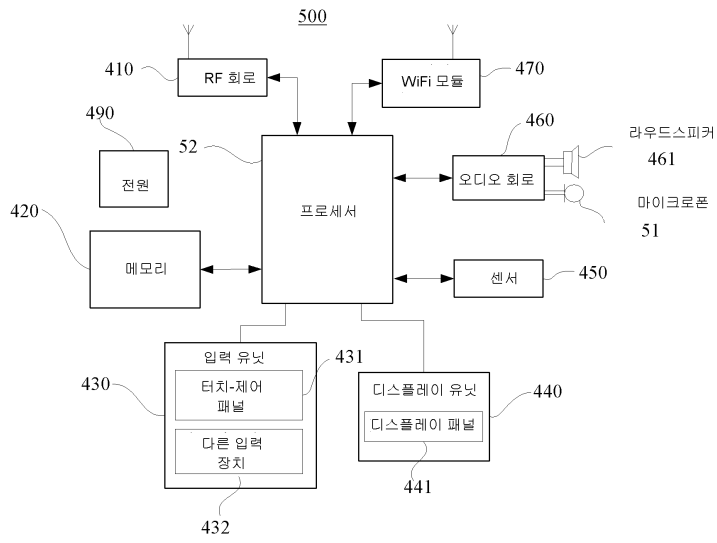 500
410
RF 회로
WiFi 모듈
470
490
전원
52
프로세서
460
오디오 회로
라우드스피커
461
마이크로폰
51
420
메모리
센서
450
430
입력 유닛
431
터치-제어
패널
다른 입력
장치
432
디스플레이 유닛
440
디스플레이 패널
441